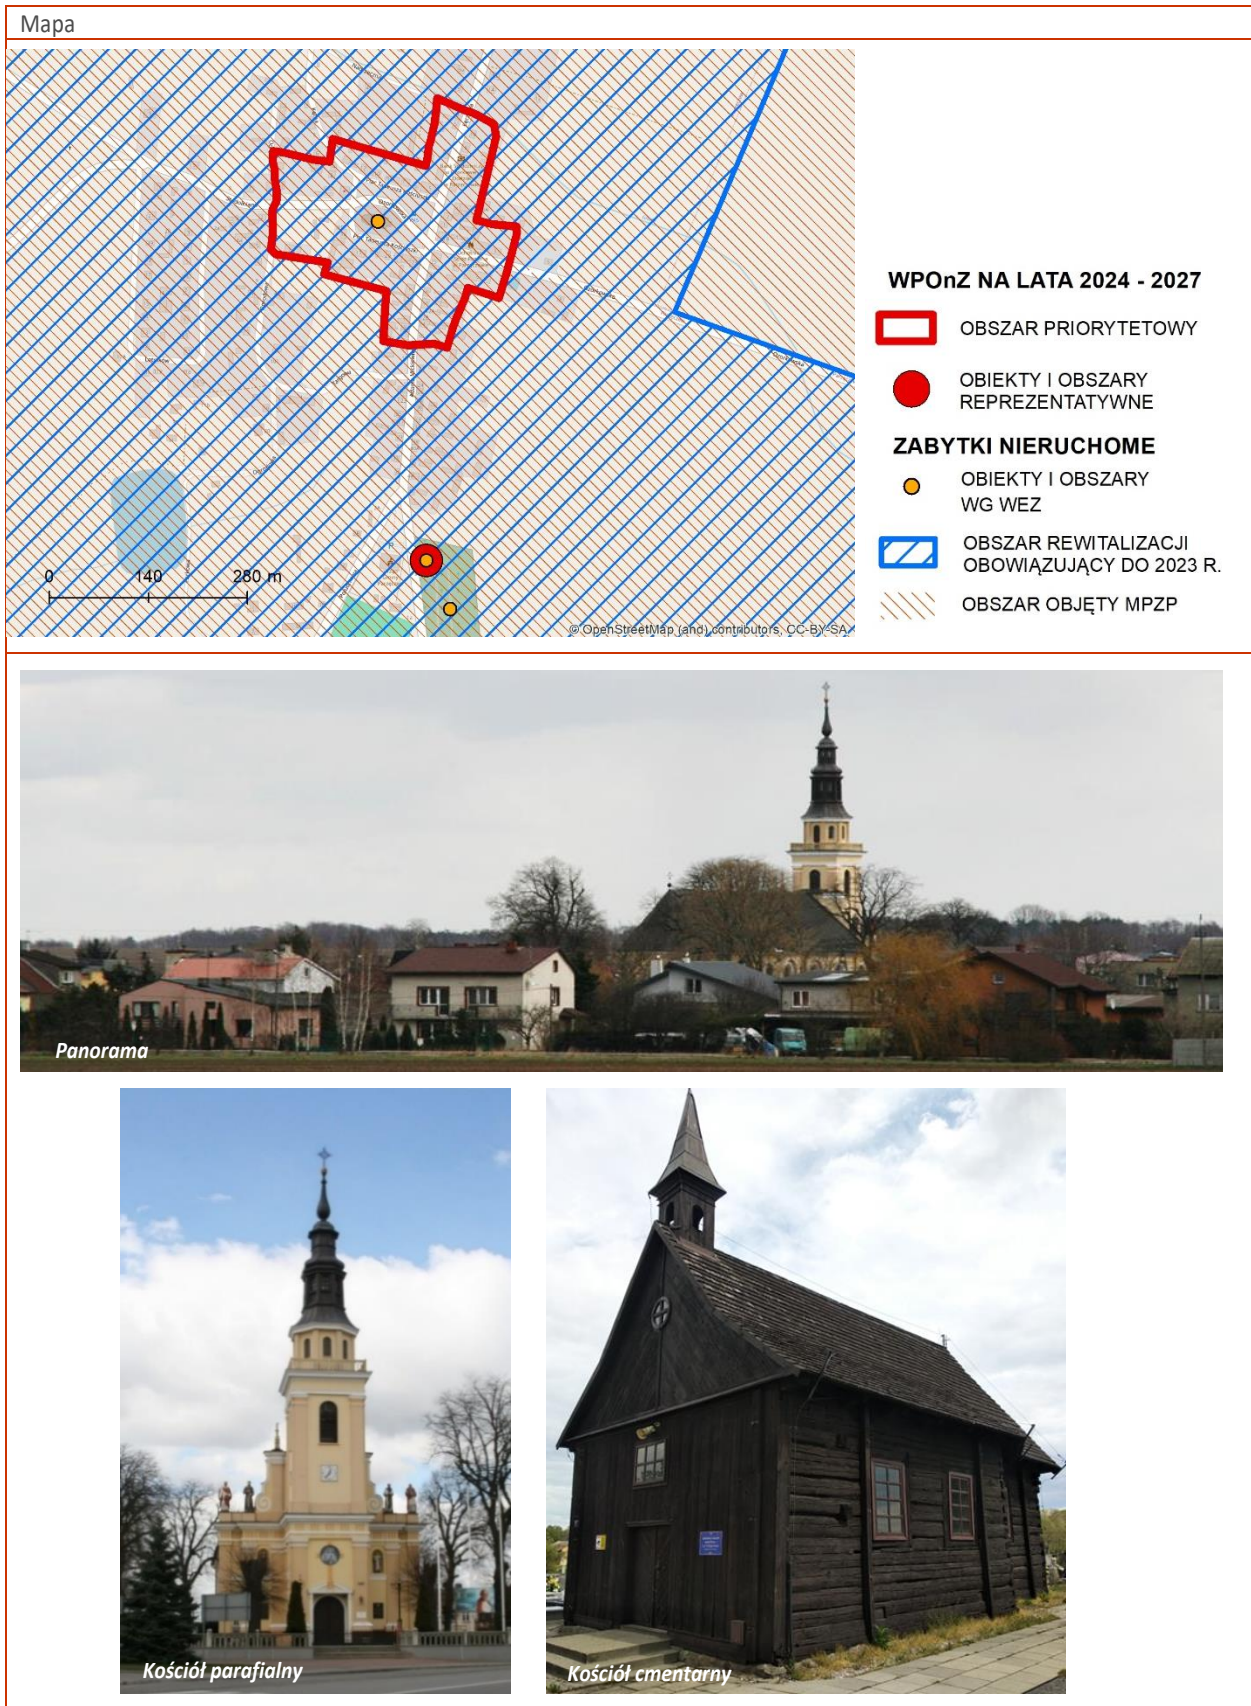 Mapa
0 140 280 m
© OpenStreetMap (and) contributors, CC-BY-SA
WPOnZ NA LATA 2024 - 2027
OBSZAR PRIORYTETOWY
OBIEKTY I OBSZARY
REPREZENTATYWNE
ZABYTKI NIERUCHOME
OBIEKTY I OBSZARY
WG WEZ
OBSZAR REWITALIZACJI
OBOWIĄZUJĄCY DO 2023 R.
OBSZAR OBJĘTY MPZP
Panorama
Kościół parafialny
Kościół cmentarny